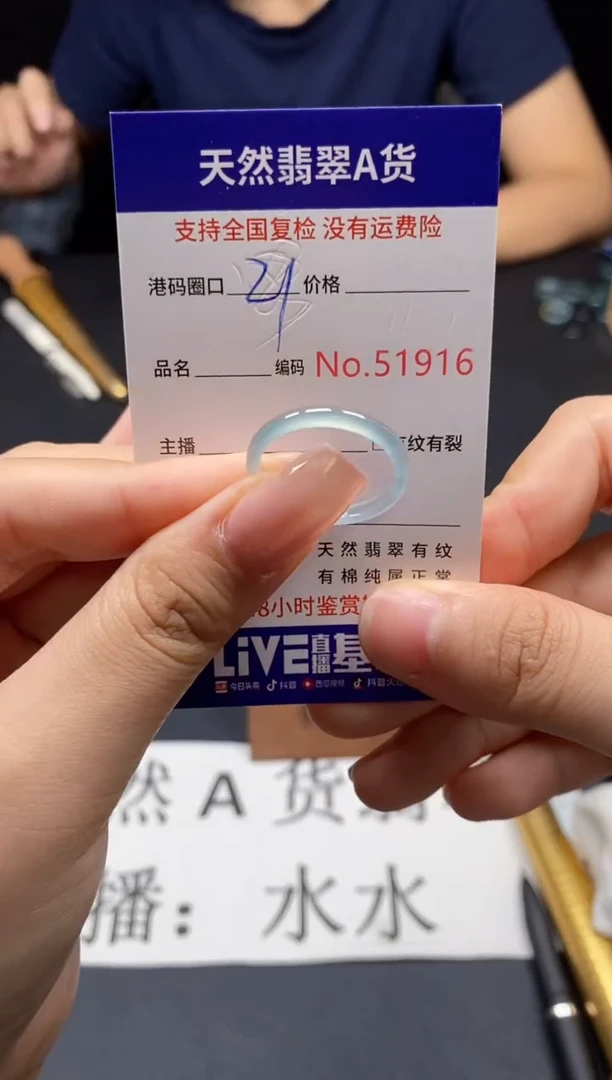 天然翡翠A货
支持全国复检 没有运费险
港码圈口 21 价格
品名 编码 No.51916
主播 有纹有裂
天然翡翠有纹
有棉纯属正常
8小时鉴赏
LiVE直播基
今日头条 抖音 西瓜视频 抖音火山
然A货翡
播：水水